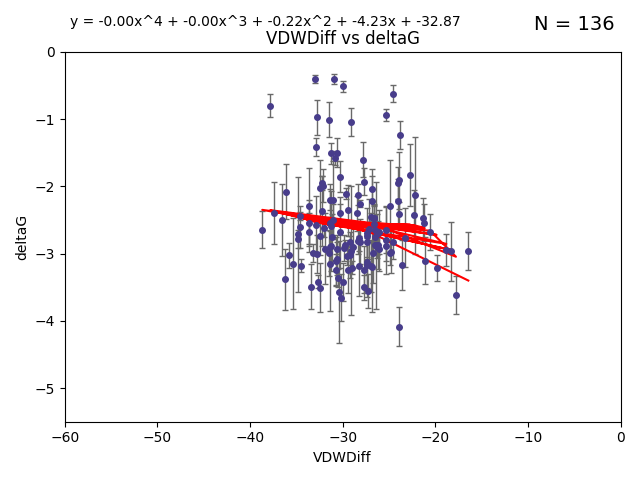 y = -0.00x^4 + -0.00x^3 + -0.22x^2 + -4.23x + -32.87
N = 136
VDWDiff vs deltaG
0
−1
−2
−3
−4
−5
deltaG
−60 −50 −40 −30 −20 −10 0
VDWDiff